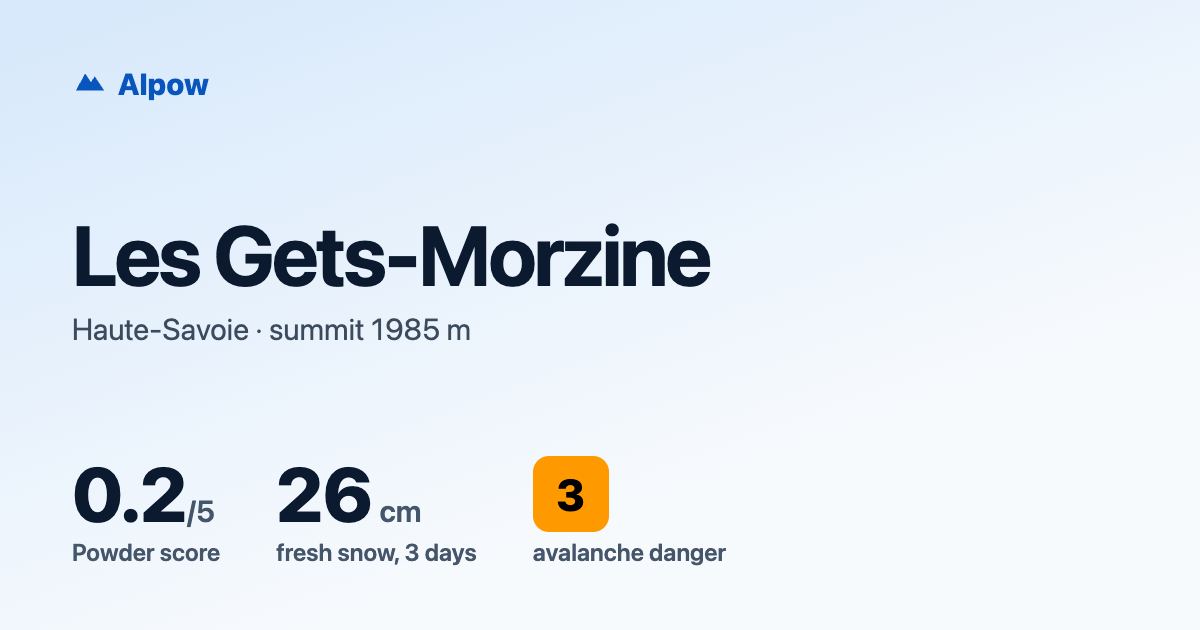 Alpow
Les Gets-Morzine
Haute-Savoie · summit 1985 m
0.2/5 26 cm 3
Powder score fresh snow, 3 days avalanche danger